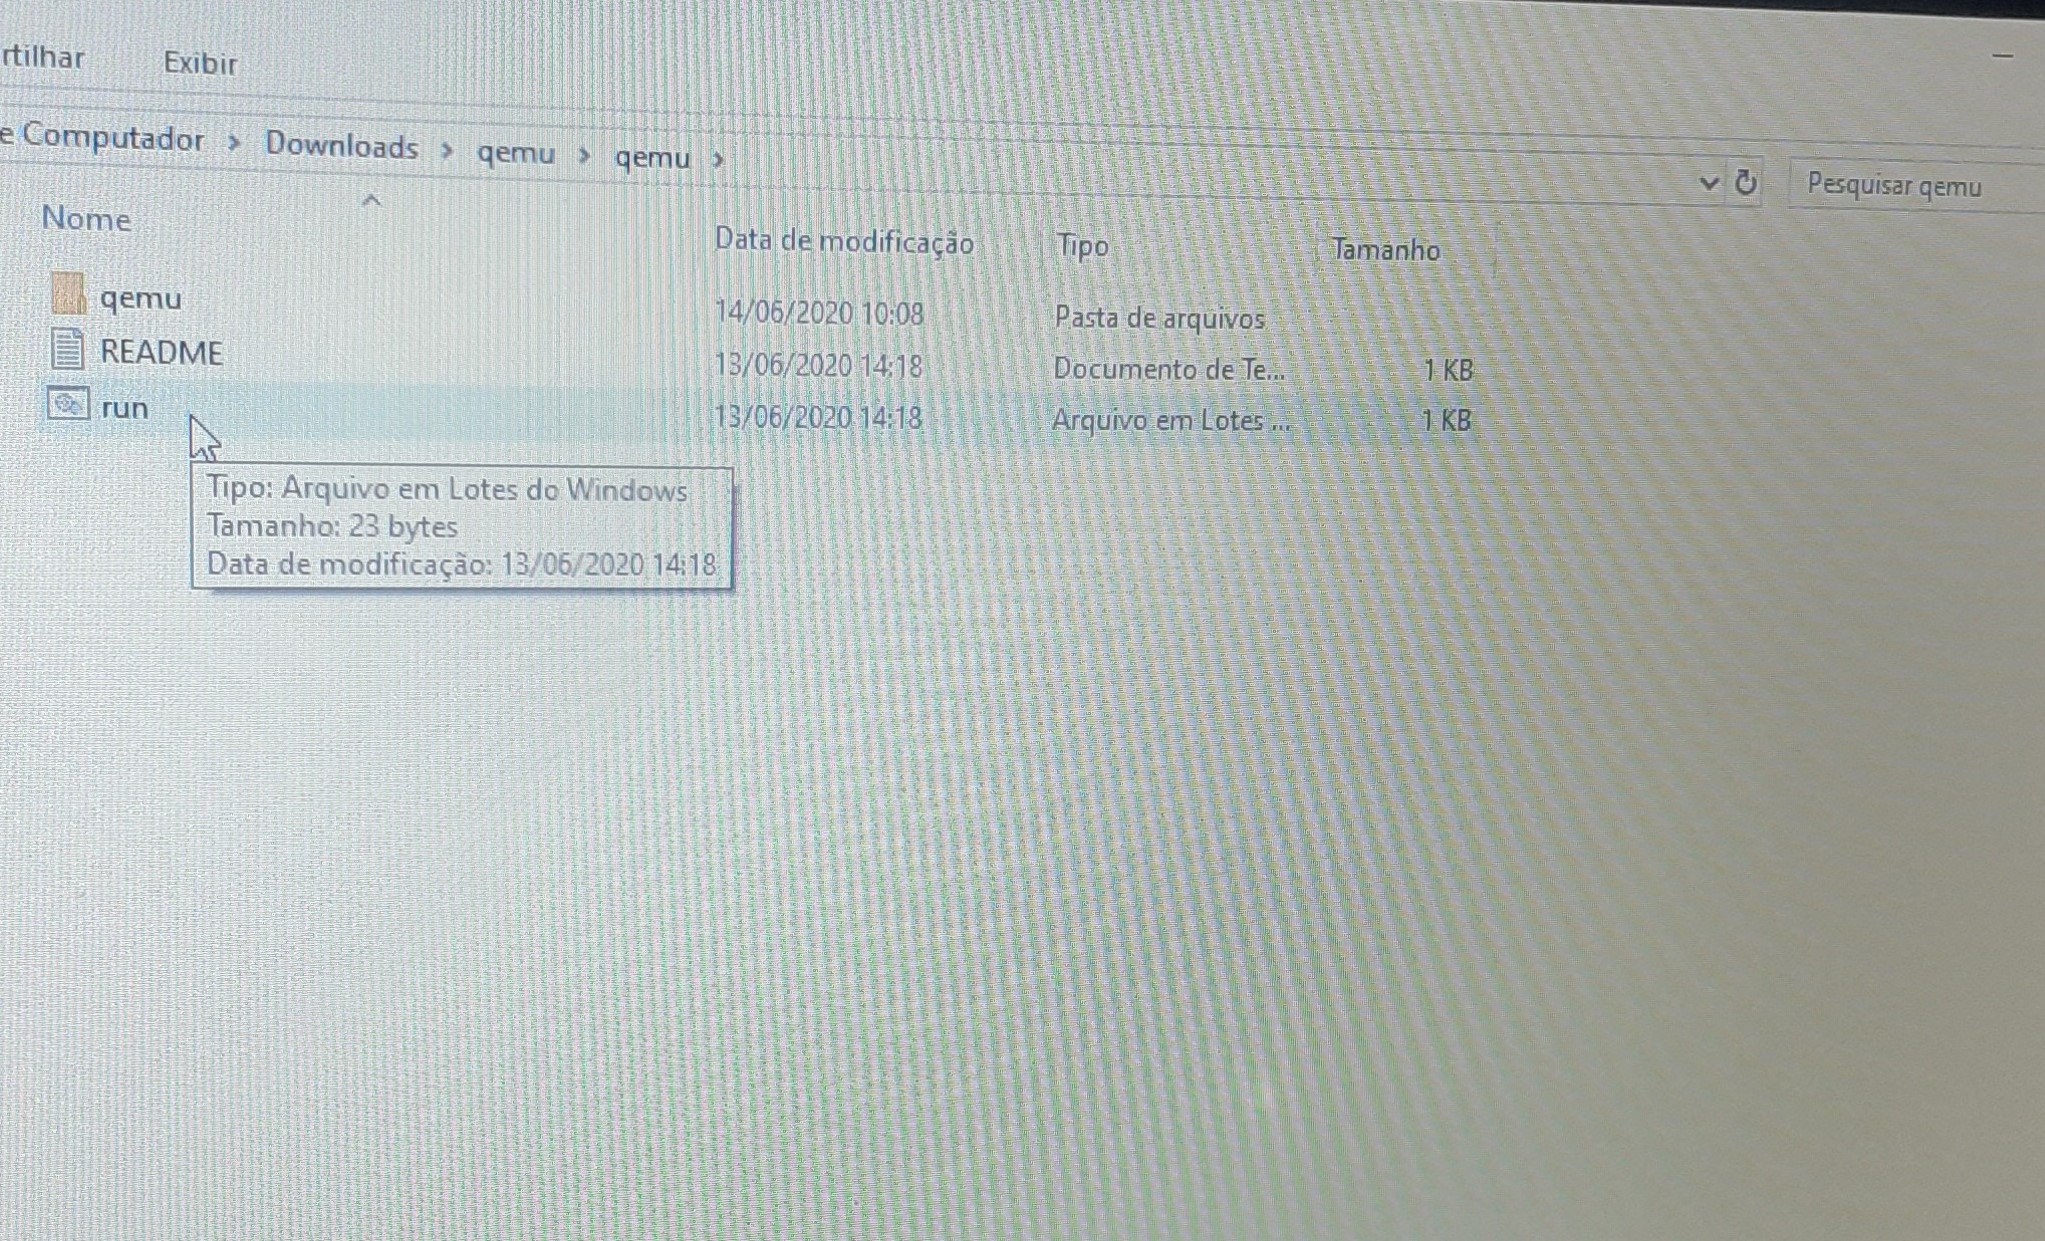 rtilhar Exibir
e Computador > Downloads > qemu > qemu >
Pesquisar qemu
Nome Data de modificação Tipo Tamanho
qemu 14/06/2020 10:08 Pasta de arquivos
README 13/06/2020 14:18 Documento de Te... 1 KB
run 13/06/2020 14:18 Arquivo em Lotes ... 1 KB
Tipo: Arquivo em Lotes do Windows
Tamanho: 23 bytes
Data de modificação: 13/06/2020 14:18